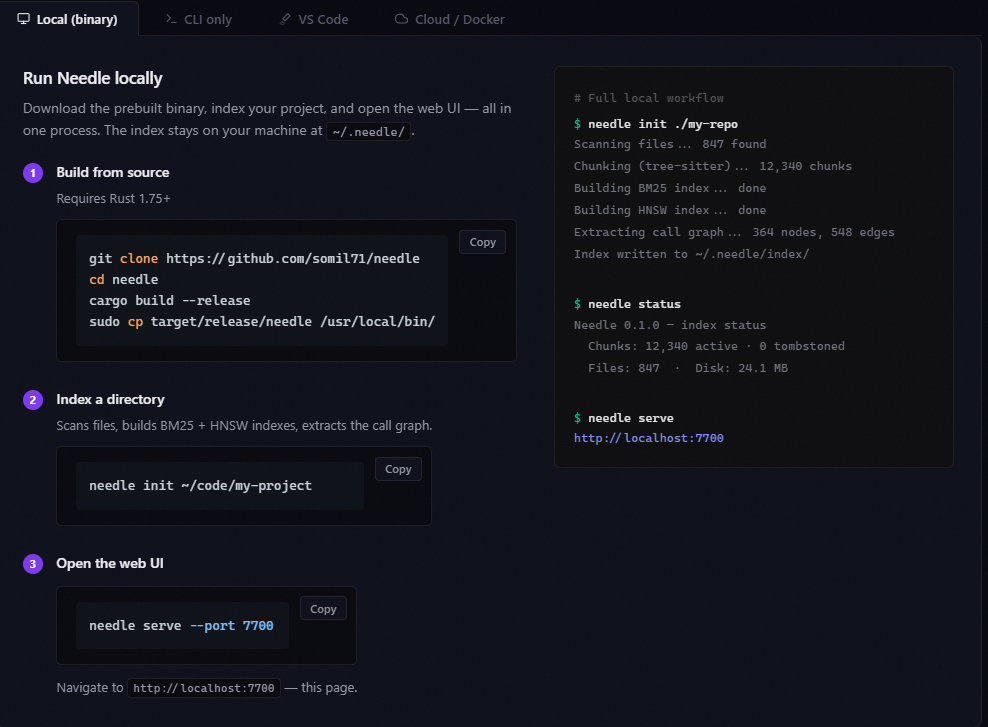 Local (binary)
CLI only
VS Code
Cloud / Docker
Run Needle locally
Download the prebuilt binary, index your project, and open the web UI — all in
one process. The index stays on your machine at ~/.needle/.
1 Build from source
Requires Rust 1.75+
Copy
git clone https://github.com/somil71/needle
cd needle
cargo build --release
sudo cp target/release/needle /usr/local/bin/
2 Index a directory
Scans files, builds BM25 + HNSW indexes, extracts the call graph.
Copy
needle init ~/code/my-project
3 Open the web UI
Copy
needle serve --port 7700
Navigate to http://localhost:7700 — this page.
# Full local workflow
$ needle init ./my-repo
Scanning files... 847 found
Chunking (tree-sitter)... 12,340 chunks
Building BM25 index... done
Building HNSW index... done
Extracting call graph... 364 nodes, 548 edges
Index written to ~/.needle/index/
$ needle status
Needle 0.1.0 — index status
Chunks: 12,340 active · 0 tombstoned
Files: 847 · Disk: 24.1 MB
$ needle serve
http://localhost:7700